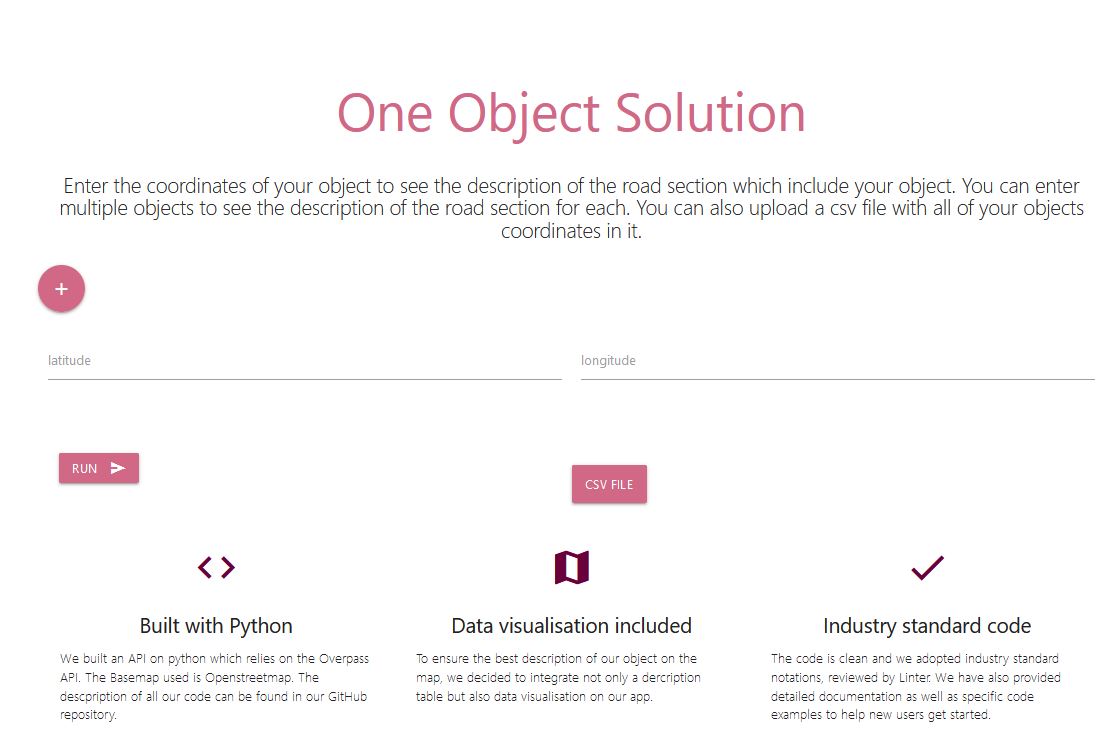 One Object Solution
Enter the coordinates of your object to see the description of the road section which include your object. You can enter
multiple objects to see the description of the road section for each. You can also upload a csv file with all of your objects
coordinates in it.
+
latitude
longitude
RUN
CSV FILE
Built with Python
We built an API on python which relies on the Overpass
API. The Basemap used is Openstreetmap. The
descpription of all our code can be found in our GitHub
repository.
Data visualisation included
To ensure the best description of our object on the
map, we decided to integrate not only a dercription
table but also data visualisation on our app.
Industry standard code
The code is clean and we adopted industry standard
notations, reviewed by Linter. We have also provided
detailed documentation as well as specific code
examples to help new users get started.